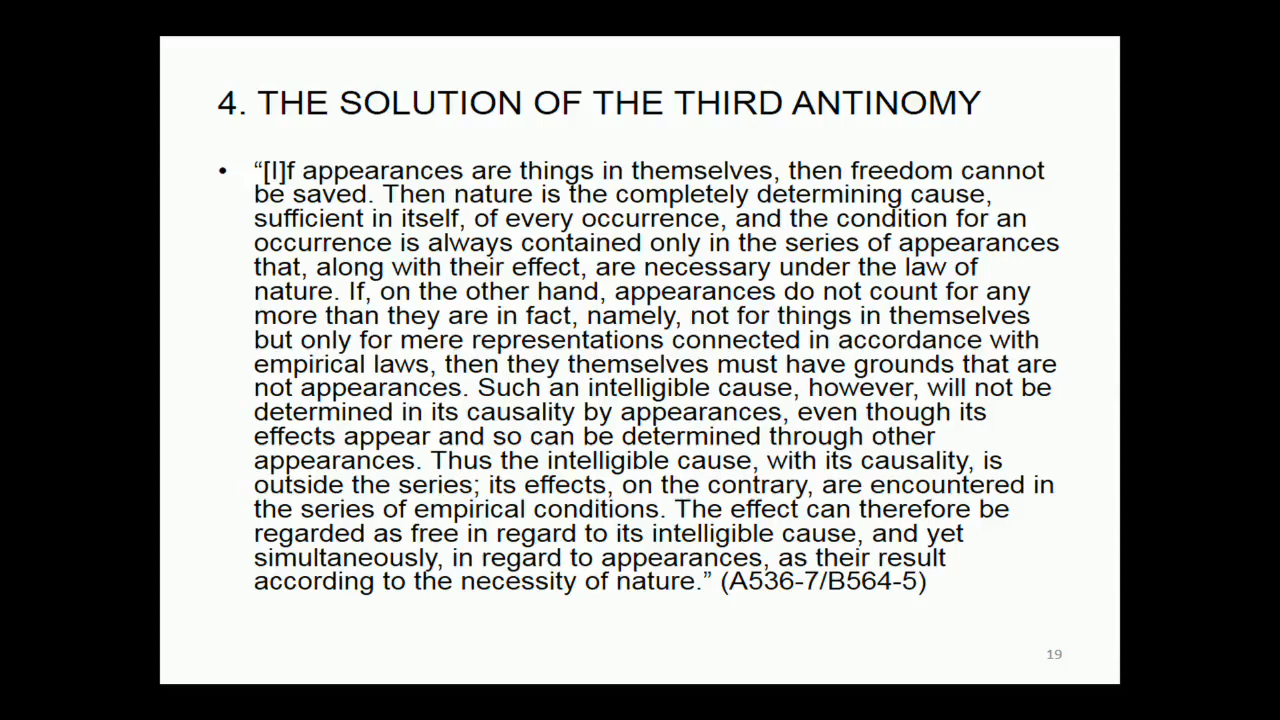 4. THE SOLUTION OF THE THIRD ANTINOMY
• “[I]f appearances are things in themselves, then freedom cannot
be saved. Then nature is the completely determining cause,
sufficient in itself, of every occurrence, and the condition for an
occurrence is always contained only in the series of appearances
that, along with their effect, are necessary under the law of
nature. If, on the other hand, appearances do not count for any
more than they are in fact, namely, not for things in themselves
but only for mere representations connected in accordance with
empirical laws, then they themselves must have grounds that are
not appearances. Such an intelligible cause, however, will not be
determined in its causality by appearances, even though its
effects appear and so can be determined through other
appearances. Thus the intelligible cause, with its causality, is
outside the series; its effects, on the contrary, are encountered in
the series of empirical conditions. The effect can therefore be
regarded as free in regard to its intelligible cause, and yet
simultaneously, in regard to appearances, as their result
according to the necessity of nature.” (A536-7/B564-5)
19